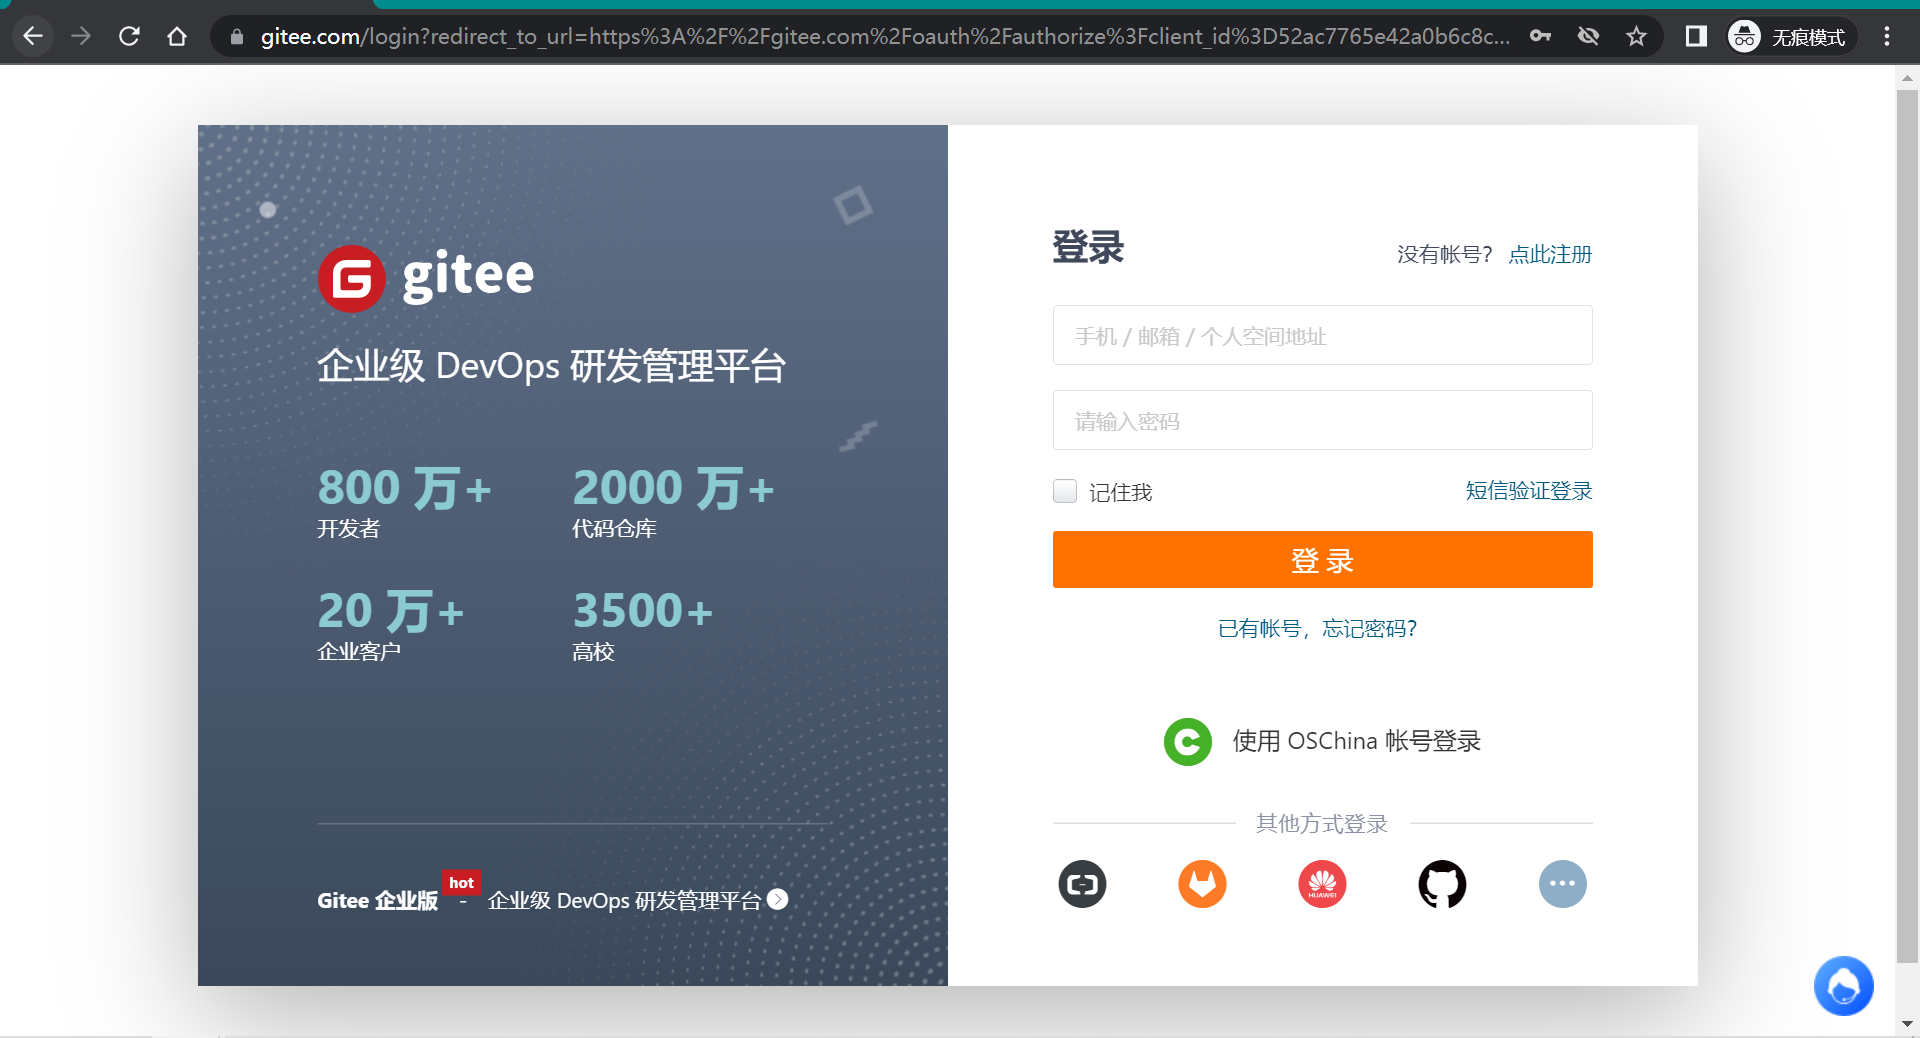 gitee.com/login?redirect_to_url=https%3A%2F%2Fgitee.com%2Foauth%2Fauthorize%3Fclient_id%3D52ac7765e42a0b6c8c...
无痕模式
gitee
企业级 DevOps 研发管理平台
800 万+
2000 万+
开发者
代码仓库
20 万+
3500+
企业客户
高校
Gitee 企业版 hot - 企业级 DevOps 研发管理平台
登录
没有帐号? 点此注册
手机 / 邮箱 / 个人空间地址
请输入密码
记住我
短信验证登录
登 录
已有帐号，忘记密码?
使用 OSChina 帐号登录
其他方式登录
HUAWEI